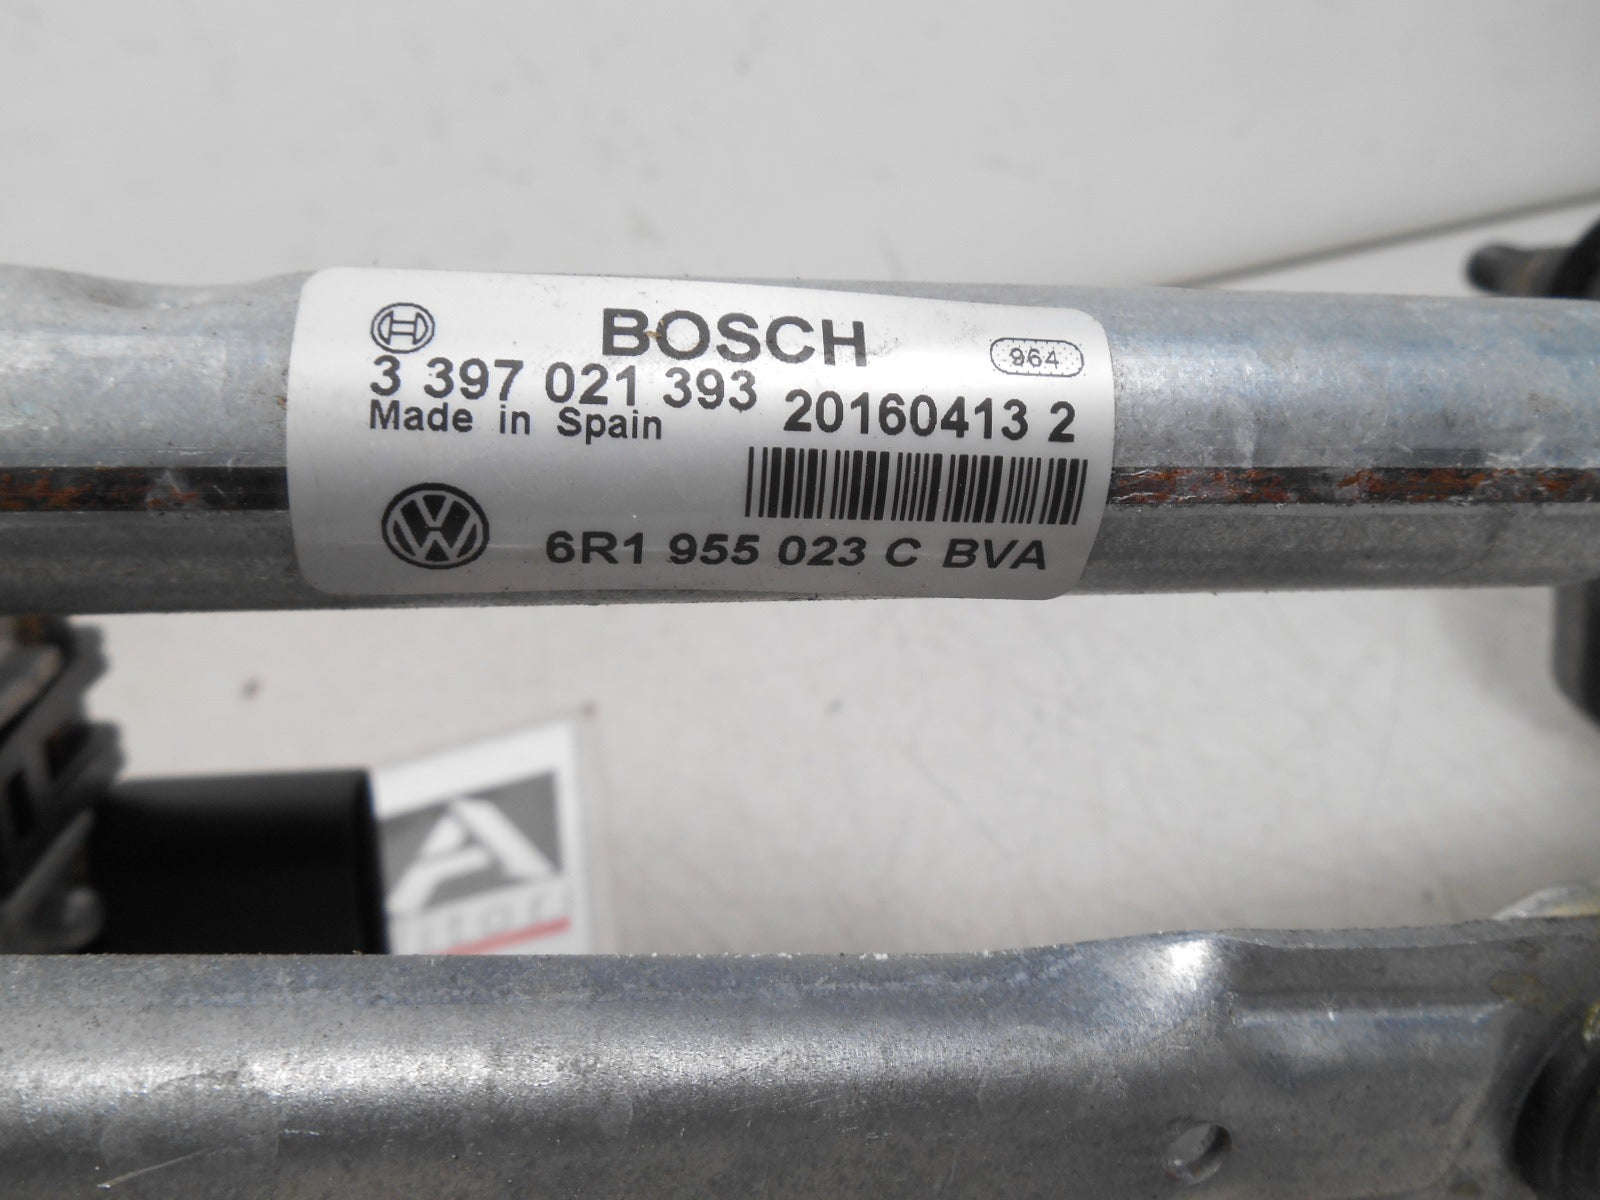 BOSCH
964
3 397 021 393
20160413 2
Made in Spain
6R1 955 023 C BVA